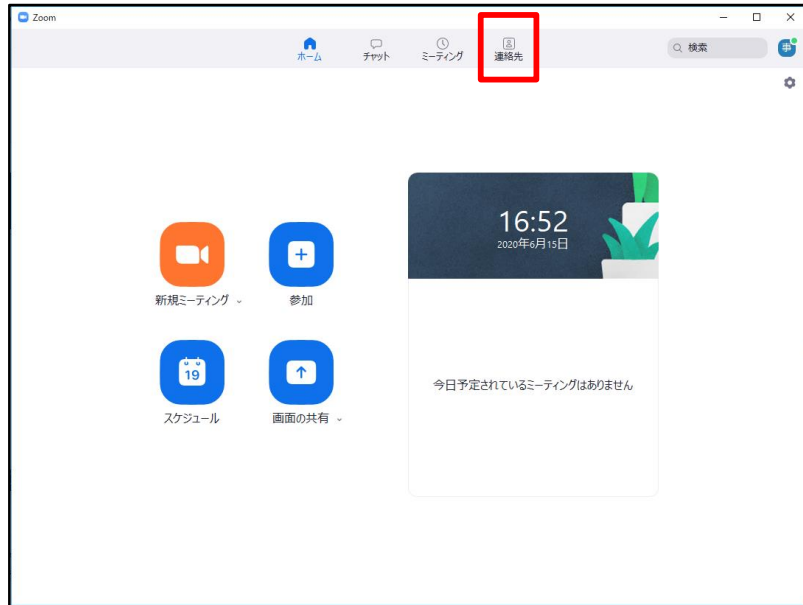 Zoom
ホーム
チャット
ミーティング
連絡先
検索
事
16:52
2020年6月15日
新規ミーティング
参加
19
スケジュール
画面の共有
今日予定されているミーティングはありません